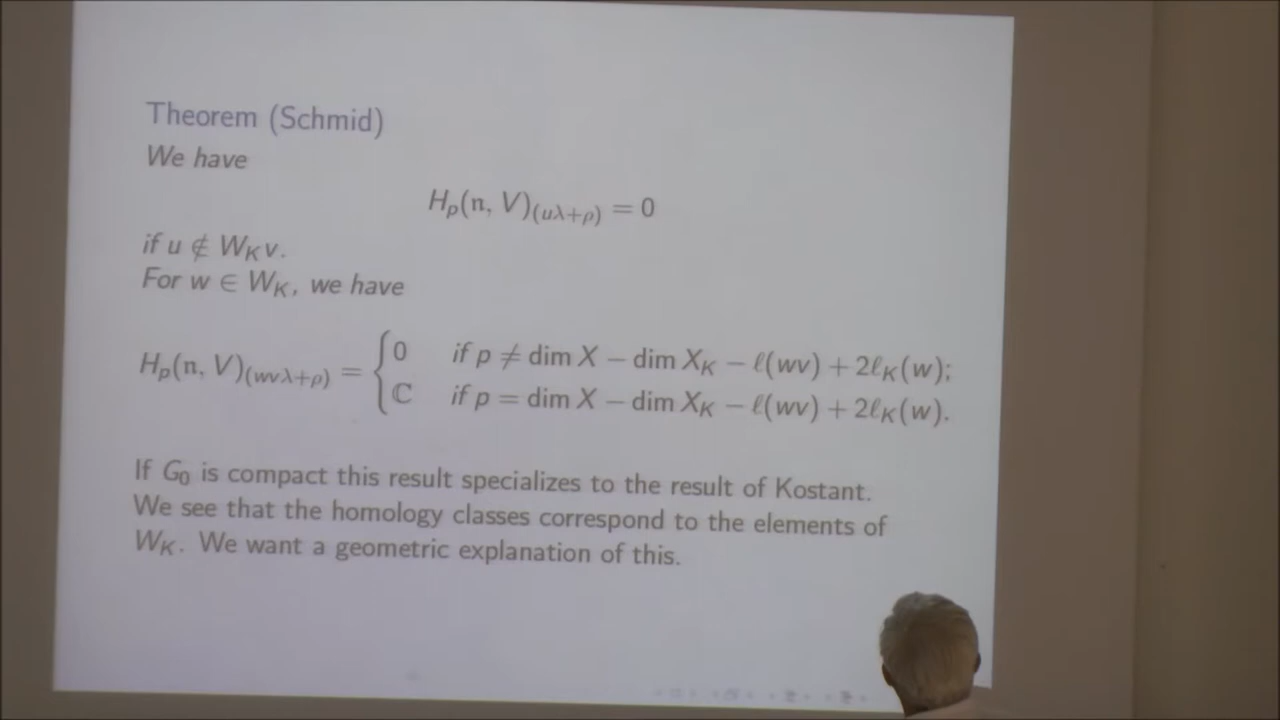 Theorem (Schmid)
We have
H_p(𝔫, V)_{(uλ+ρ)} = 0
if u ∉ W_K v.
For w ∈ W_K, we have
H_p(𝔫, V)_{(wvλ+ρ)} = { 0 if p ≠ dim X − dim X_K − ℓ(wv) + 2ℓ_K(w);
ℂ if p = dim X − dim X_K − ℓ(wv) + 2ℓ_K(w).
If G_0 is compact this result specializes to the result of Kostant.
We see that the homology classes correspond to the elements of
W_K. We want a geometric explanation of this.